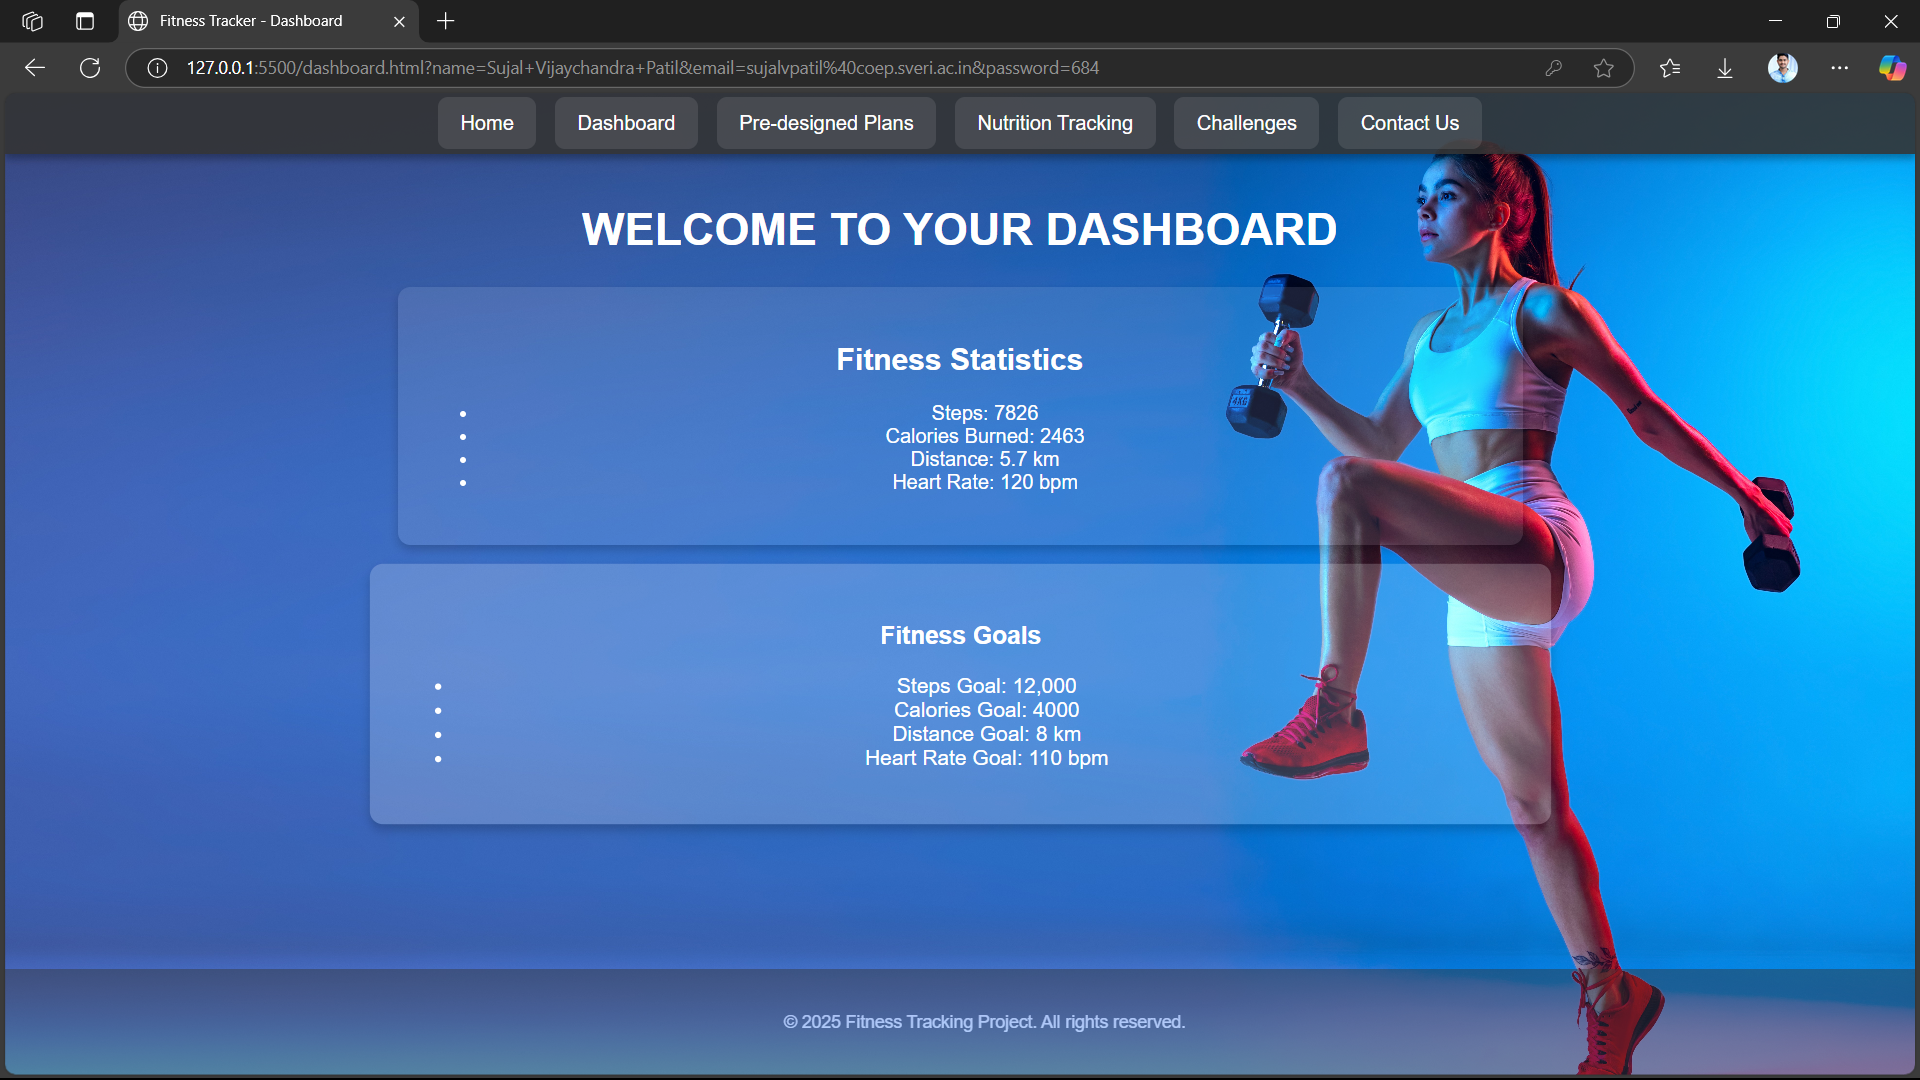 Fitness Tracker - Dashboard
127.0.0.1:5500/dashboard.html?name=Sujal+Vijaychandra+Patil&email=sujalvpatil%40coep.sveri.ac.in&password=684
Home
Dashboard
Pre-designed Plans
Nutrition Tracking
Challenges
Contact Us
WELCOME TO YOUR DASHBOARD
Fitness Statistics
• Steps: 7826
• Calories Burned: 2463
• Distance: 5.7 km
• Heart Rate: 120 bpm
4KG
Fitness Goals
• Steps Goal: 12,000
• Calories Goal: 4000
• Distance Goal: 8 km
• Heart Rate Goal: 110 bpm
© 2025 Fitness Tracking Project. All rights reserved.